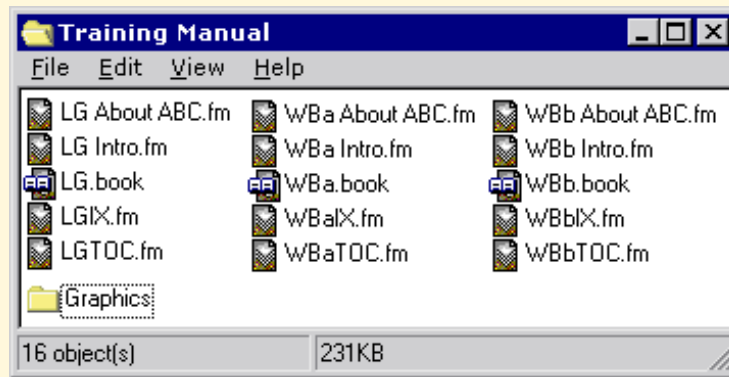 Training Manual
File Edit View Help
LG About ABC.fm WBa About ABC.fm WBb About ABC.fm
LG Intro.fm WBa Intro.fm WBb Intro.fm
LG.book WBa.book WBb.book
LGIX.fm WBaIX.fm WBbIX.fm
LGTOC.fm WBaTOC.fm WBbTOC.fm
Graphics
16 object(s) 231KB